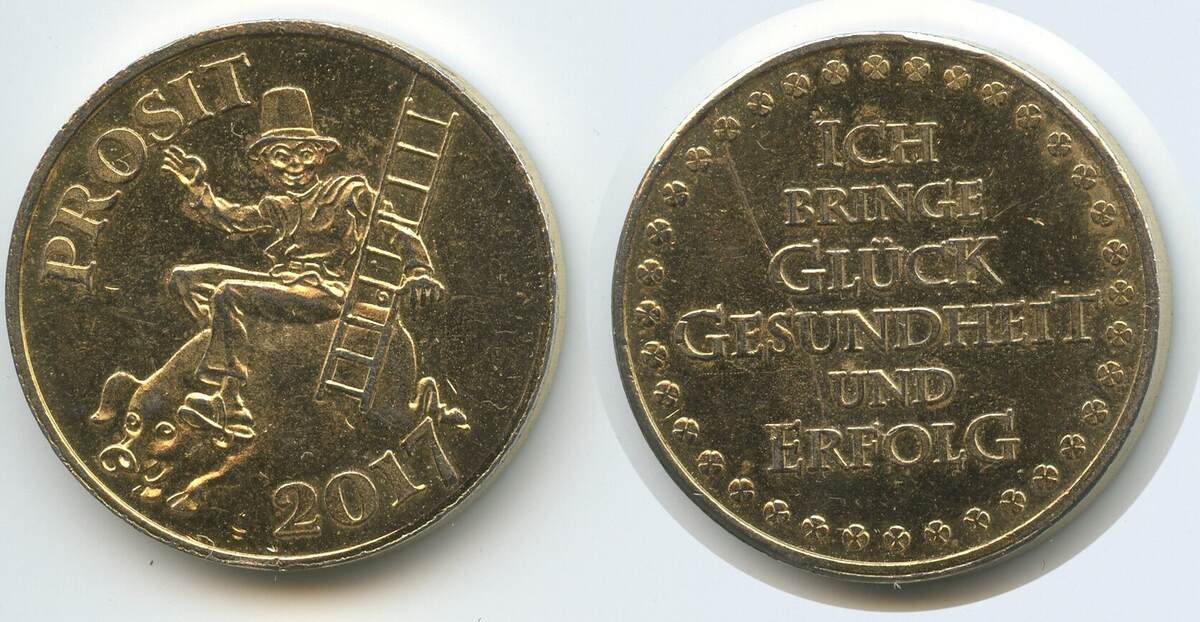 PROSIT
2017
ICH
BRINGE
GLÜCK
GESUNDHEIT
UND
ERFOLG